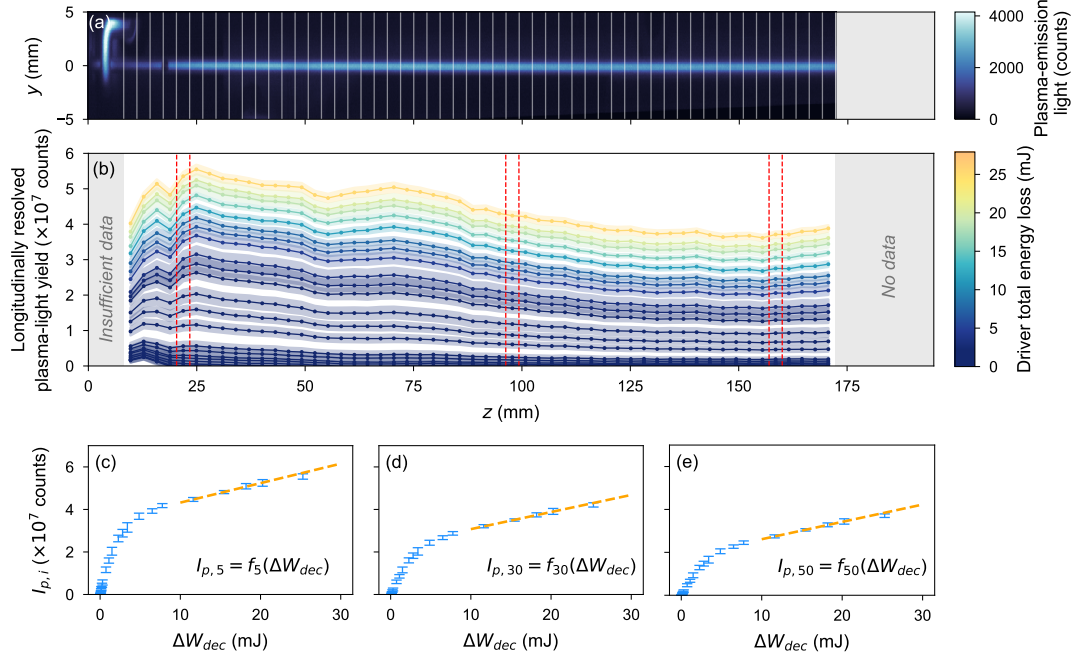 (a)
5
0
−5
y (mm)
4000
2000
0
Plasma-emission
light (counts)
(b)
6
5
4
3
2
1
0
Longitudinally resolved
plasma-light yield (×10⁷ counts)
Insufficient data
No data
0
25
50
75
100
125
150
175
z (mm)
25
20
15
10
5
0
Driver total energy loss (mJ)
(c)
6
4
2
0
I_{p,i} (×10⁷ counts)
I_{p,5} = f_5(ΔW_{dec})
0
10
20
30
ΔW_{dec} (mJ)
(d)
I_{p,30} = f_{30}(ΔW_{dec})
0
10
20
30
ΔW_{dec} (mJ)
(e)
I_{p,50} = f_{50}(ΔW_{dec})
0
10
20
30
ΔW_{dec} (mJ)